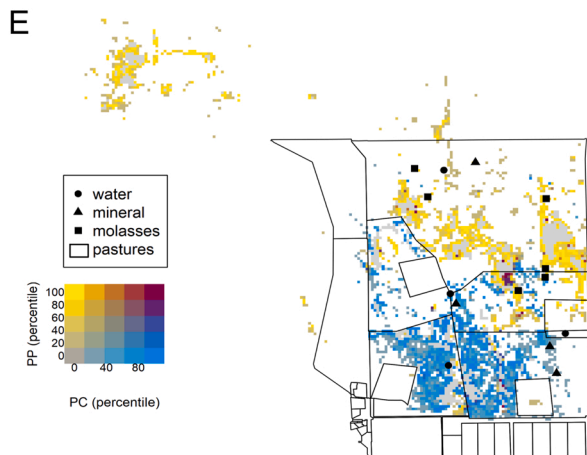 E
water
mineral
molasses
pastures
100
80
60
40
20
0
PP (percentile)
0 40 80
PC (percentile)